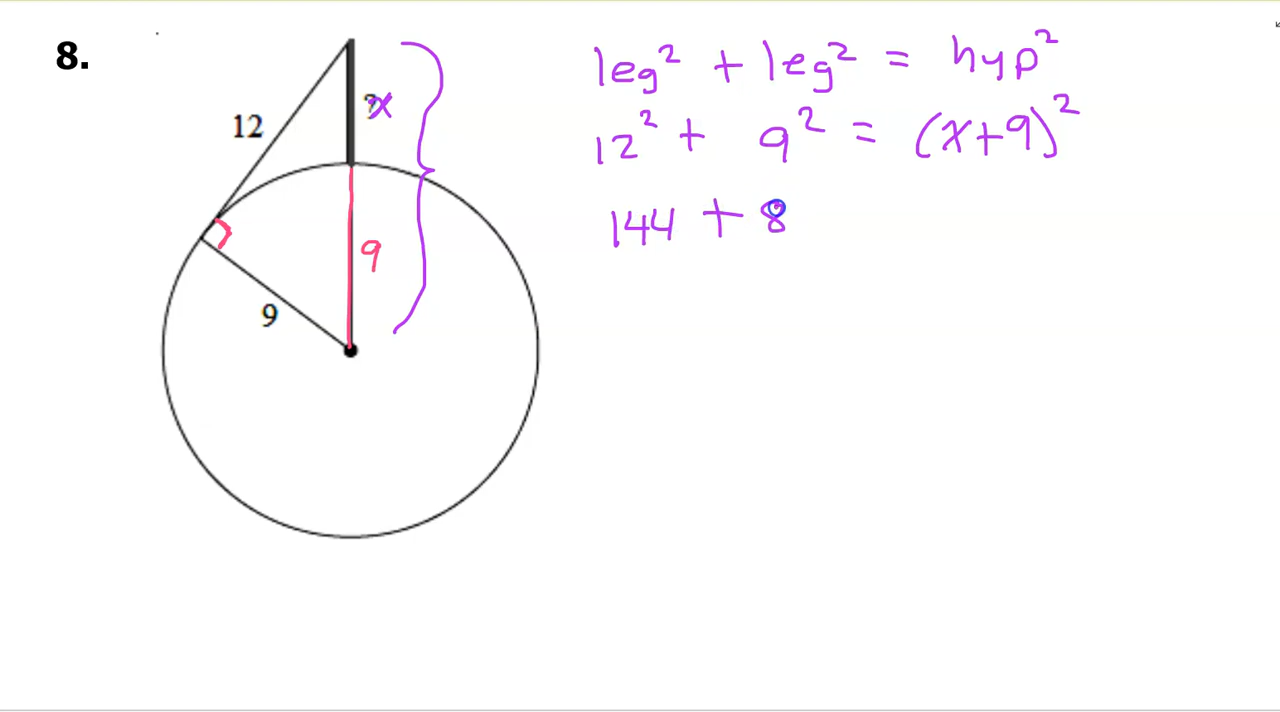 8.
leg² + leg² = hyp²
12² + 9² = (x+9)²
144 + 8
12
x
9
9